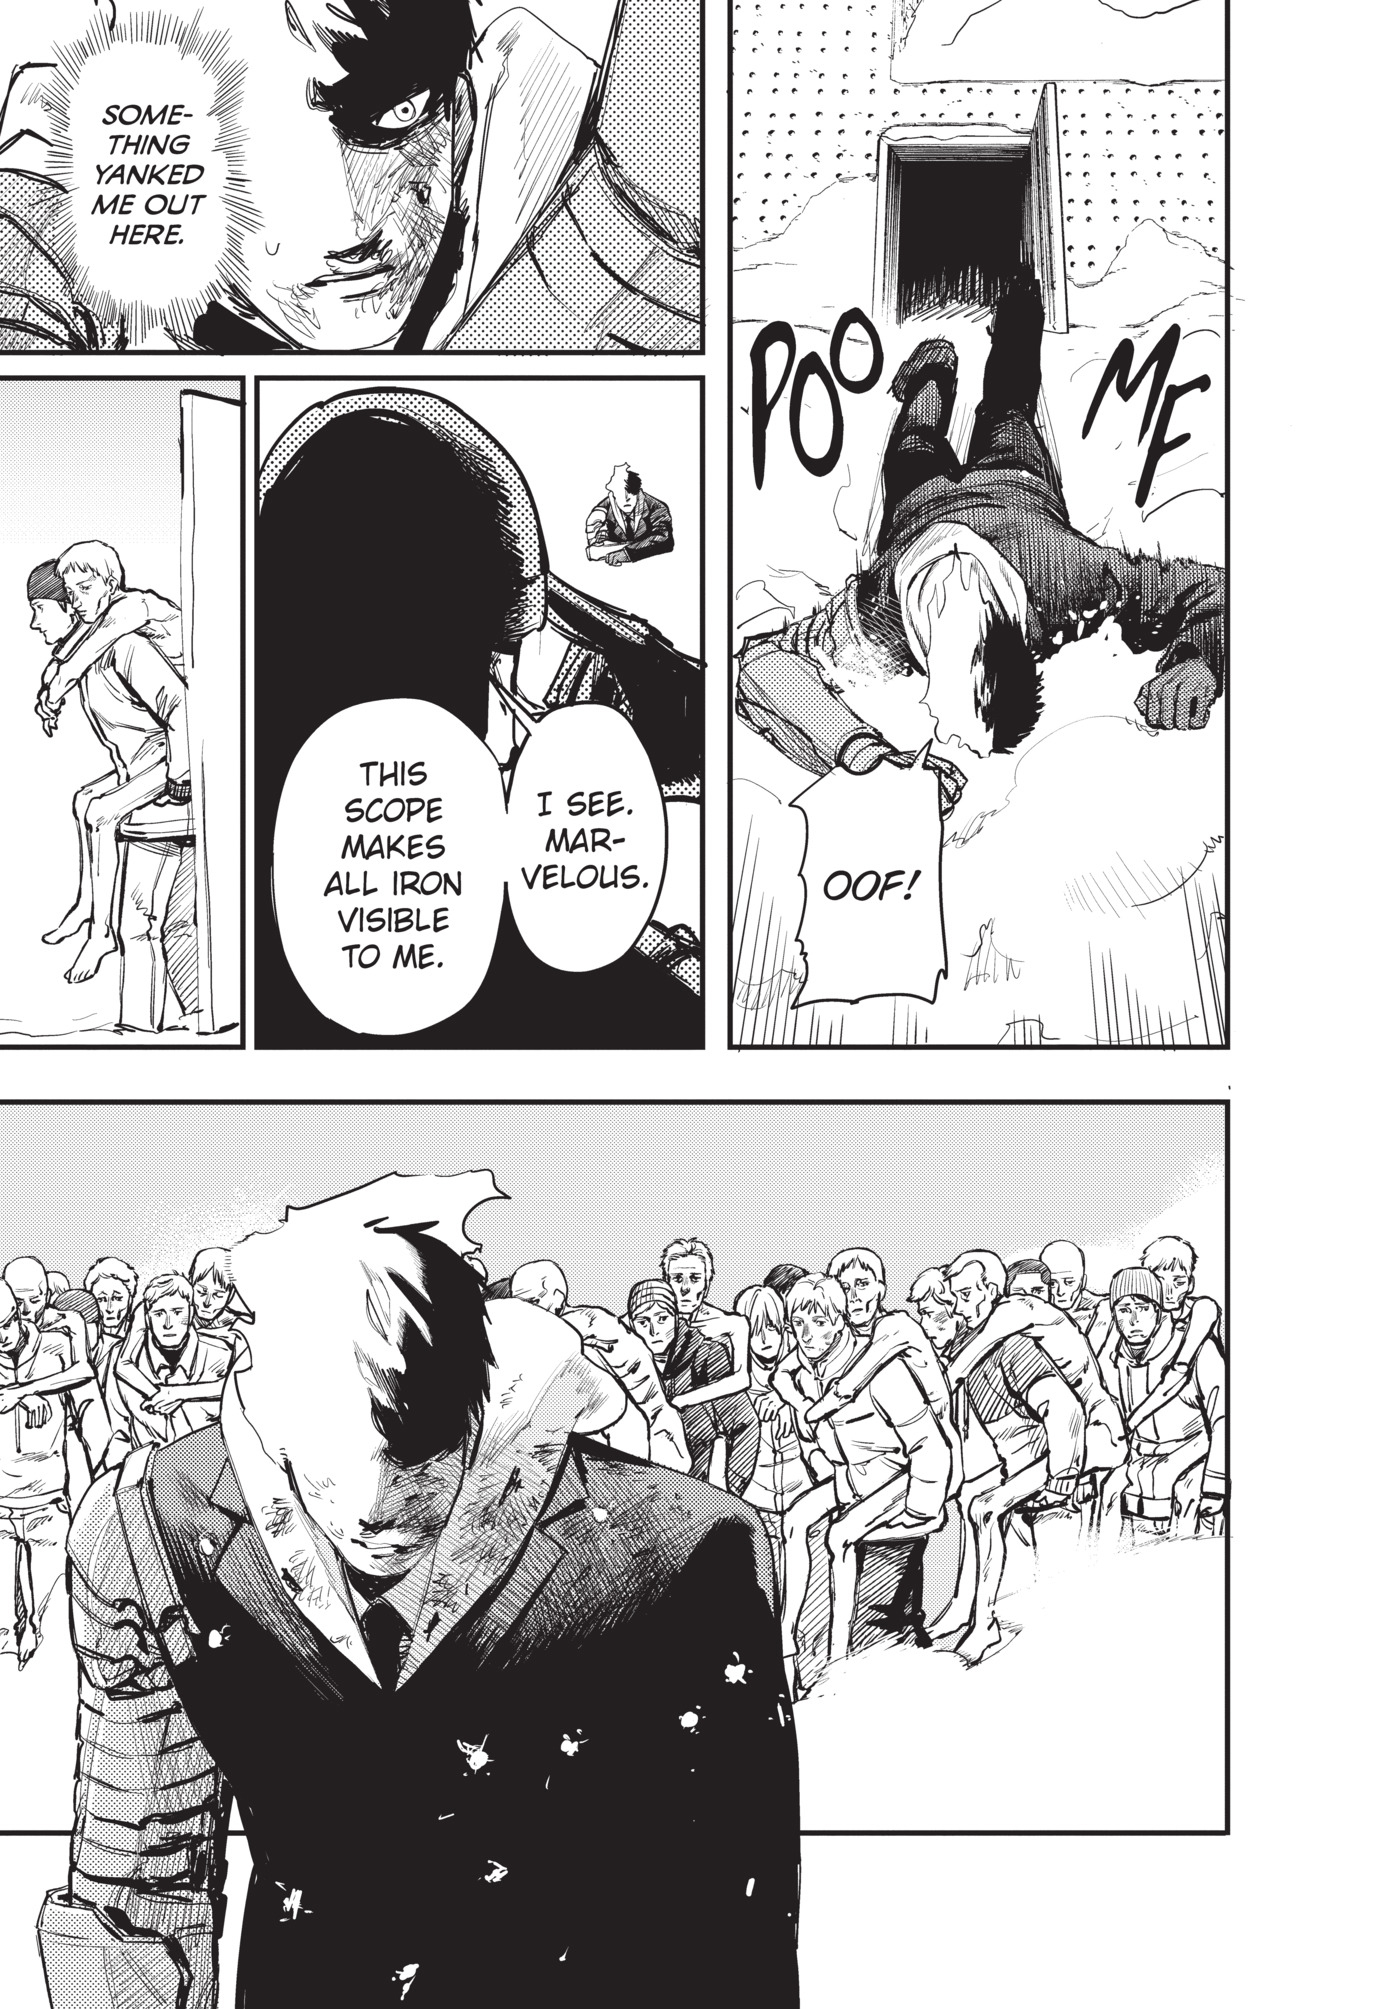 POO
ME
OOF!
SOME-
THING
YANKED
ME OUT
HERE.
I SEE.
MAR-
VELOUS.
THIS
SCOPE
MAKES
ALL IRON
VISIBLE
TO ME.